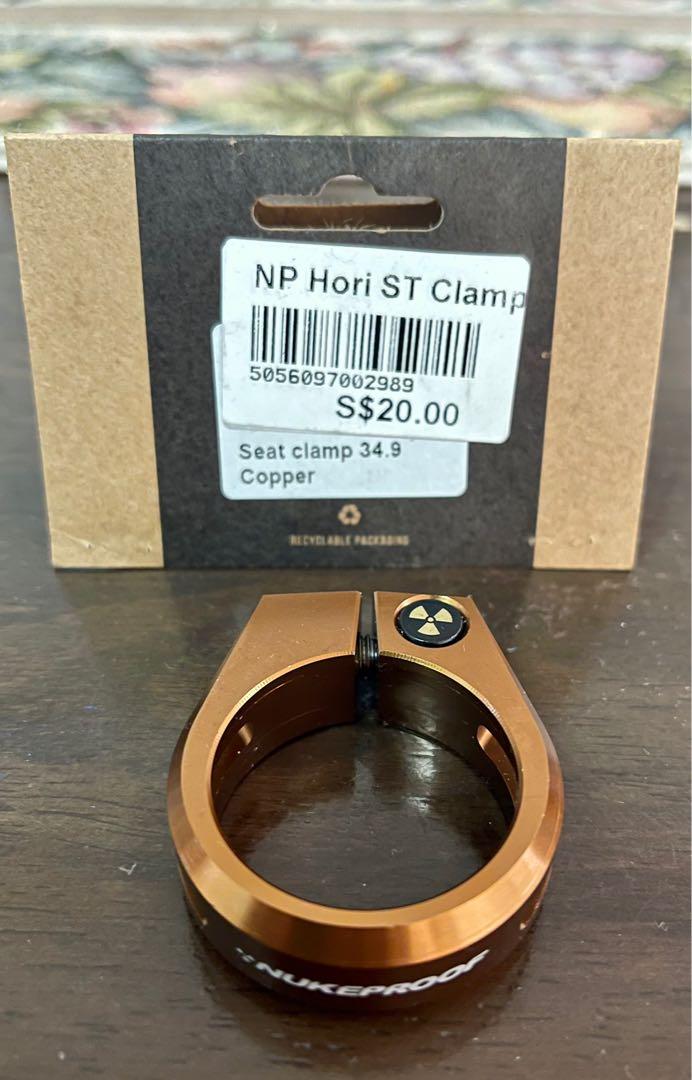 NP Hori ST Clamp
5056097002989
S$20.00
Seat clamp 34.9
Copper
RECYCLABLE PACKAGING
NUKEPROOF